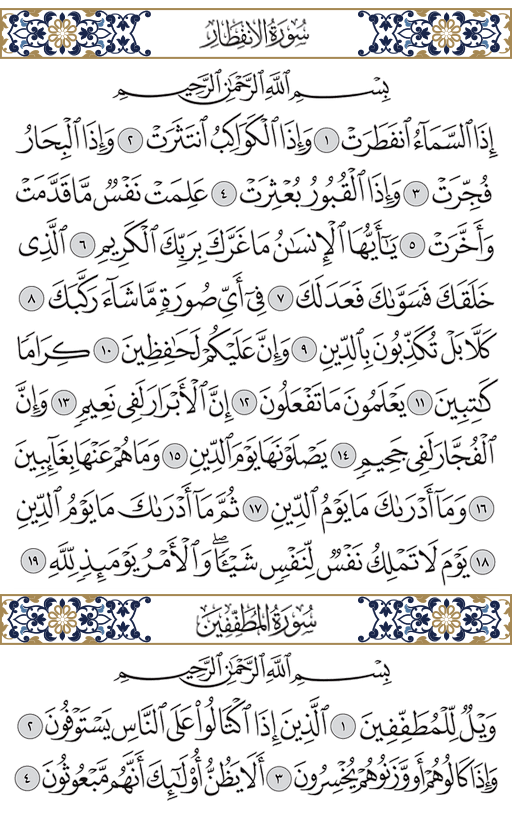 سُورَةُ الانفِطَارِ
بِسْمِ ٱللَّهِ ٱلرَّحْمَٰنِ ٱلرَّحِيمِ
إِذَا ٱلسَّمَآءُ ٱنفَطَرَتْ ١ وَإِذَا ٱلْكَوَاكِبُ ٱنتَثَرَتْ ٢ وَإِذَا ٱلْبِحَارُ
فُجِّرَتْ ٣ وَإِذَا ٱلْقُبُورُ بُعْثِرَتْ ٤ عَلِمَتْ نَفْسٌ مَّا قَدَّمَتْ
وَأَخَّرَتْ ٥ يَٰٓأَيُّهَا ٱلْإِنسَٰنُ مَا غَرَّكَ بِرَبِّكَ ٱلْكَرِيمِ ٦ ٱلَّذِى
خَلَقَكَ فَسَوَّىٰكَ فَعَدَلَكَ ٧ فِىٓ أَىِّ صُورَةٍ مَّا شَآءَ رَكَّبَكَ ٨
كَلَّا بَلْ تُكَذِّبُونَ بِٱلدِّينِ ٩ وَإِنَّ عَلَيْكُمْ لَحَٰفِظِينَ ١٠ كِرَامًا
كَٰتِبِينَ ١١ يَعْلَمُونَ مَا تَفْعَلُونَ ١٢ إِنَّ ٱلْأَبْرَارَ لَفِى نَعِيمٍ ١٣ وَإِنَّ
ٱلْفُجَّارَ لَفِى جَحِيمٍ ١٤ يَصْلَوْنَهَا يَوْمَ ٱلدِّينِ ١٥ وَمَا هُمْ عَنْهَا بِغَآئِبِينَ
١٦ وَمَآ أَدْرَىٰكَ مَا يَوْمُ ٱلدِّينِ ١٧ ثُمَّ مَآ أَدْرَىٰكَ مَا يَوْمُ ٱلدِّينِ
١٨ يَوْمَ لَا تَمْلِكُ نَفْسٌ لِّنَفْسٍ شَيْـًٔا ۖ وَٱلْأَمْرُ يَوْمَئِذٍ لِّلَّهِ ١٩
سُورَةُ المُطَفِّفِينَ
بِسْمِ ٱللَّهِ ٱلرَّحْمَٰنِ ٱلرَّحِيمِ
وَيْلٌ لِّلْمُطَفِّفِينَ ١ ٱلَّذِينَ إِذَا ٱكْتَالُوا۟ عَلَى ٱلنَّاسِ يَسْتَوْفُونَ ٢
وَإِذَا كَالُوهُمْ أَو وَّزَنُوهُمْ يُخْسِرُونَ ٣ أَلَا يَظُنُّ أُو۟لَٰٓئِكَ أَنَّهُم مَّبْعُوثُونَ ٤